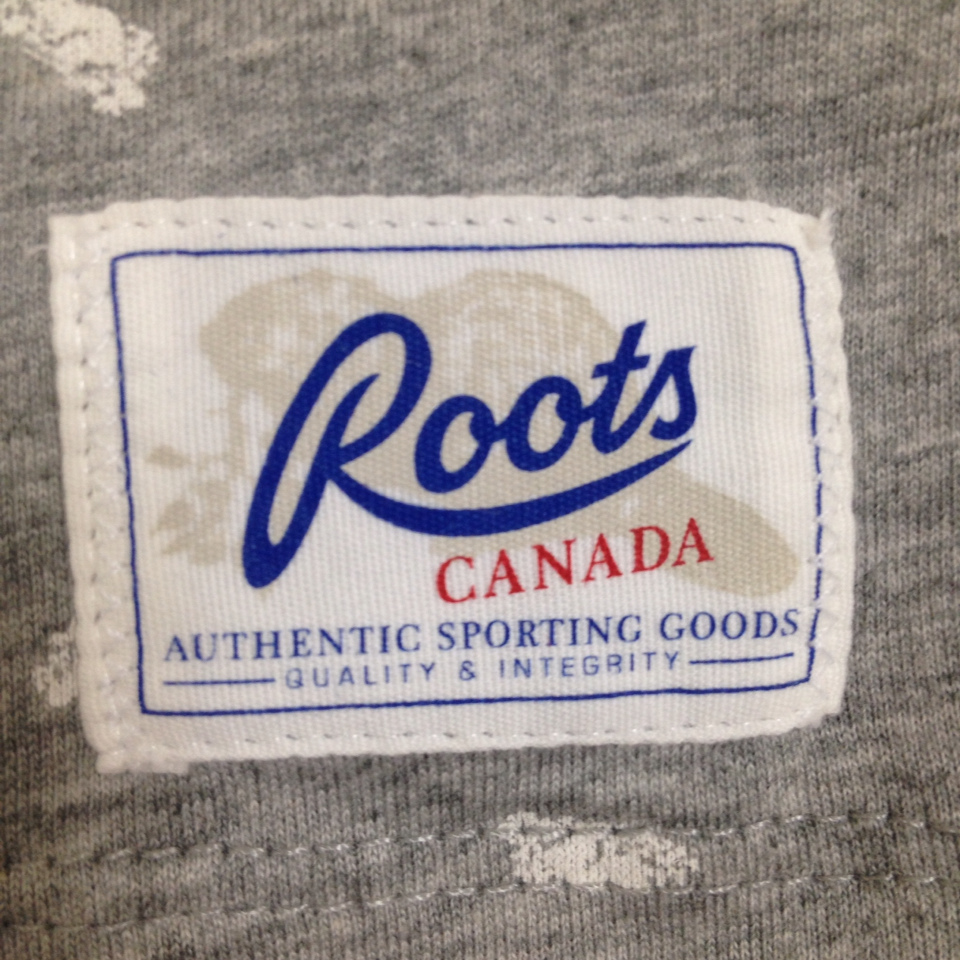 Roots
CANADA
AUTHENTIC SPORTING GOODS
QUALITY & INTEGRITY